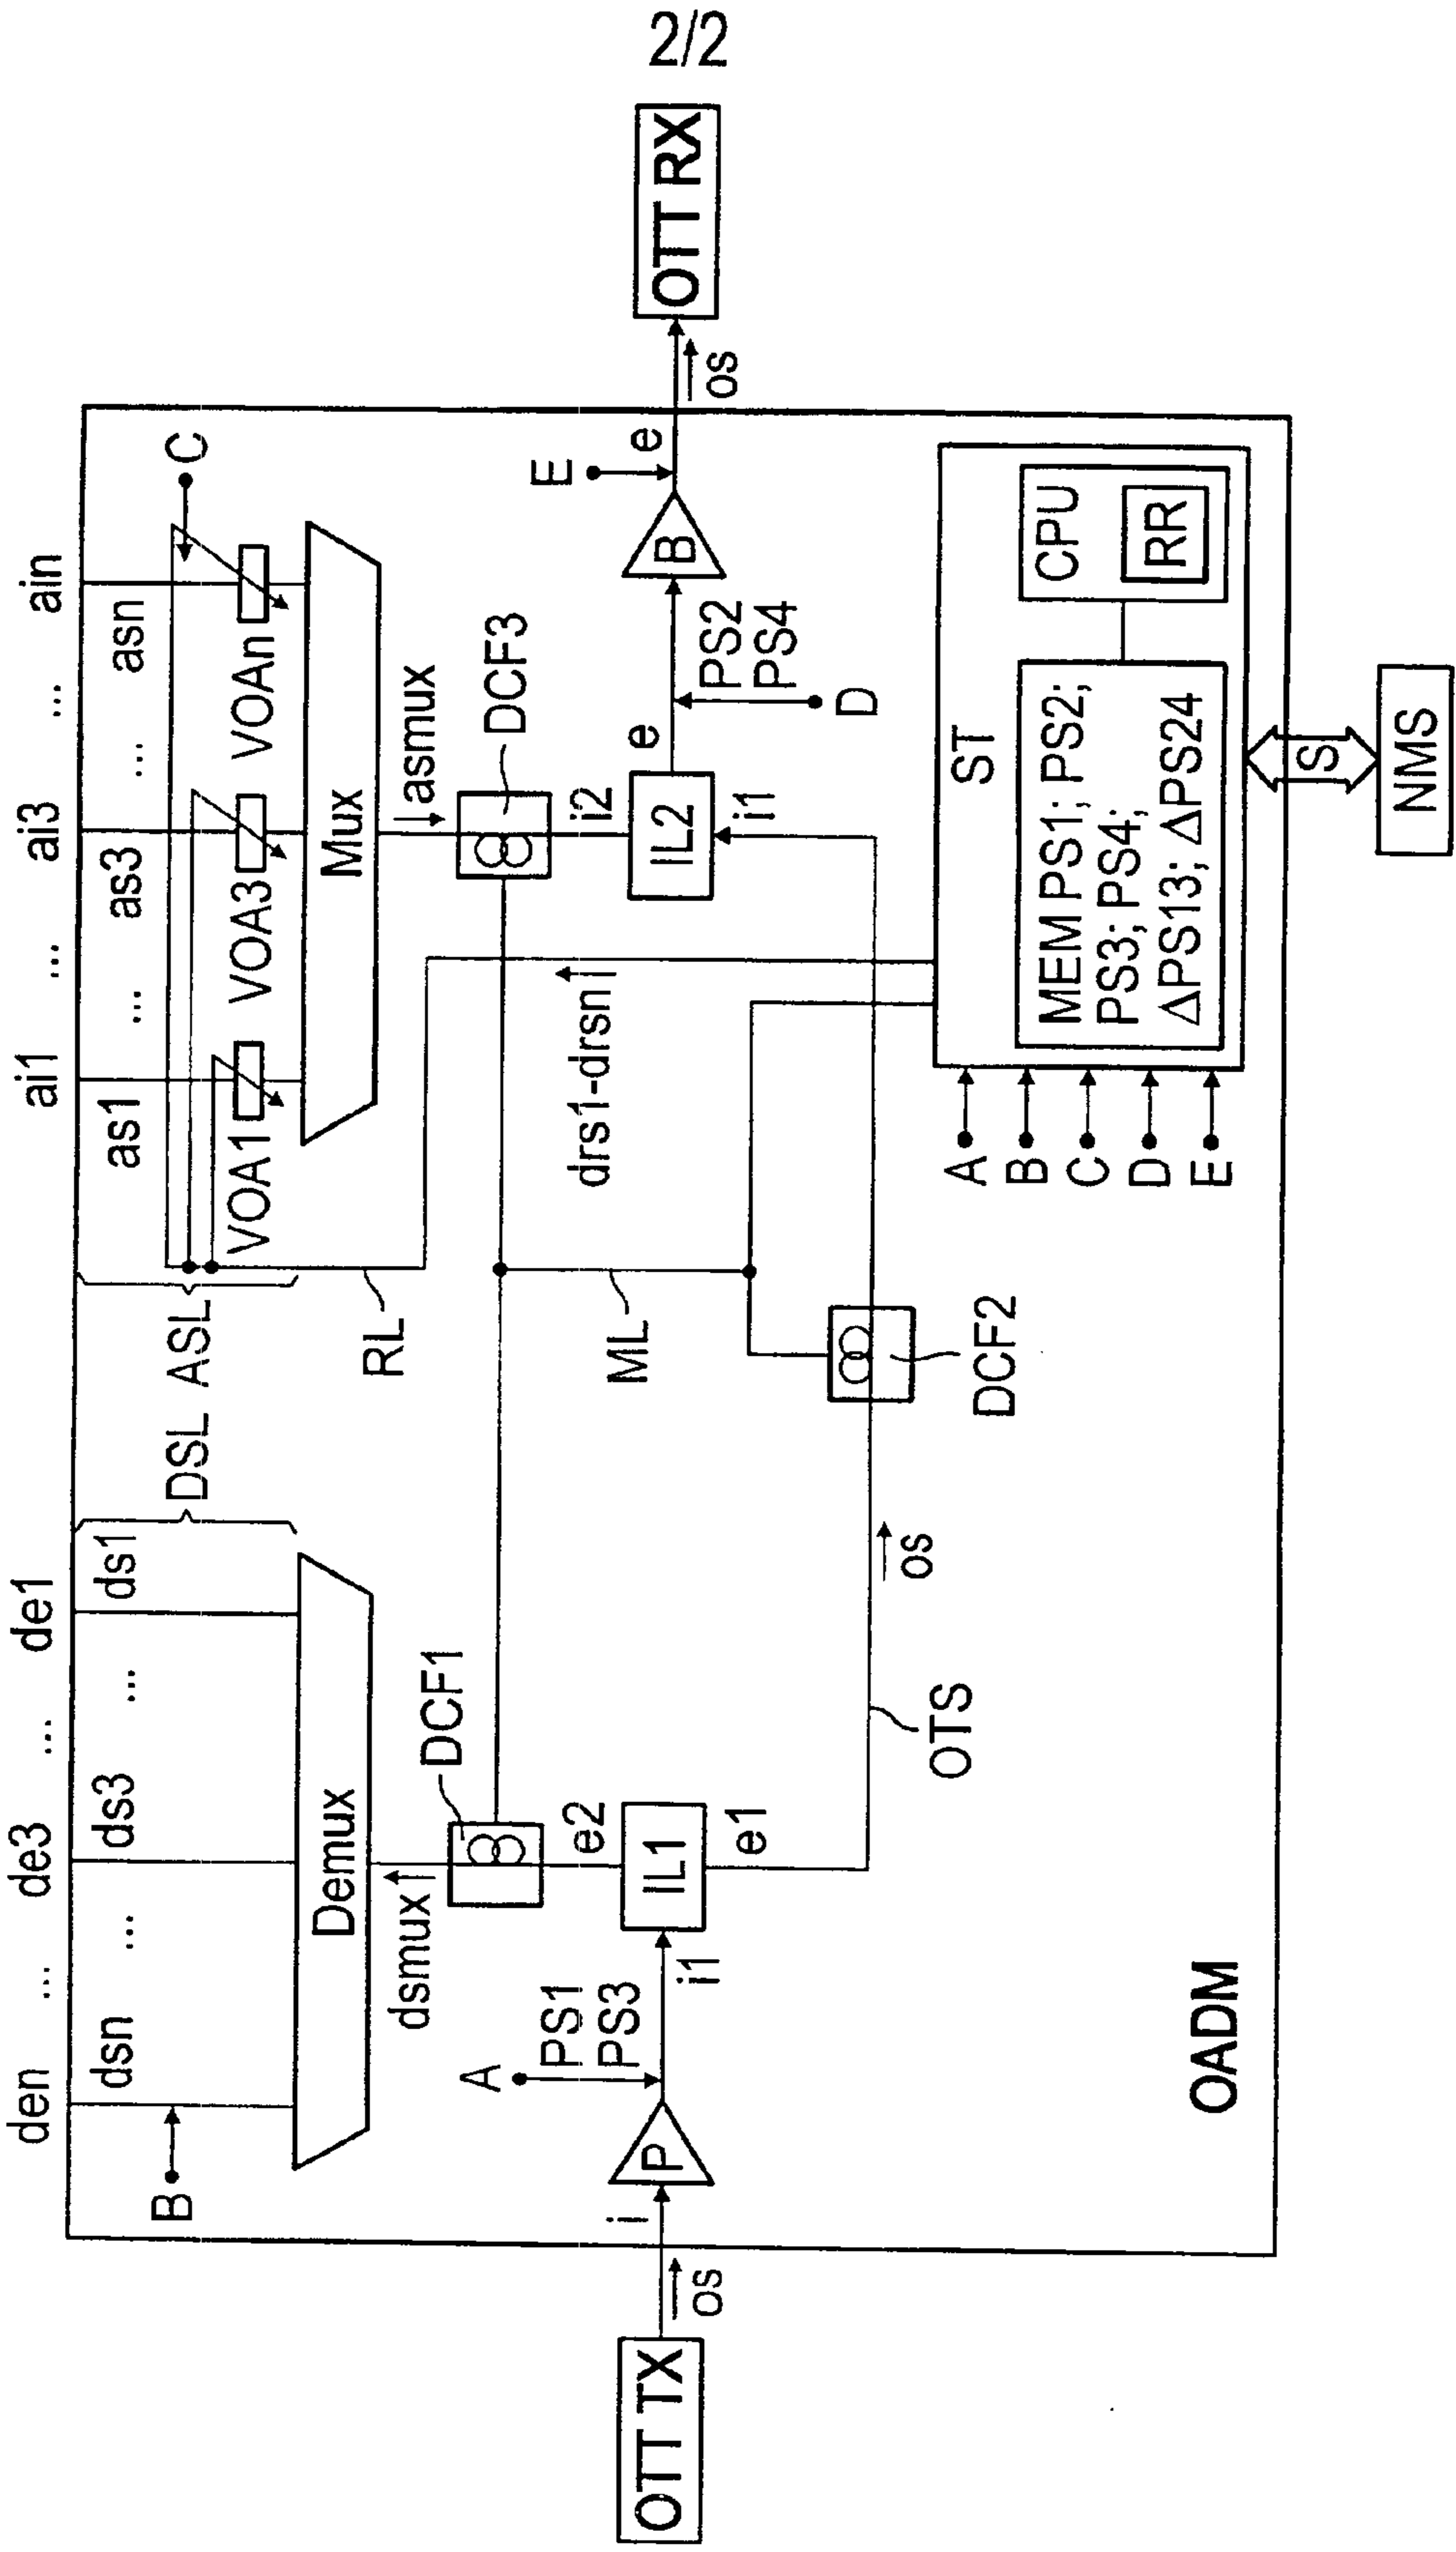 2/2
den ... de3 ... de1
ai1 ... ai3 ... ain
dsn ... ds3 ... ds1
as1 ... as3 ... asn
B
DSL ASL
C
VOA1 VOA3 ... VOAn
Demux
Mux
RL
dsmux
DCF1
asmux
DCF3
A
PS1
PS3
e2
ML
drs1-drsn
i2
E
OTT TX
os
i
P
i1
IL1
e1
IL2
i1
e
PS2
PS4
D
B
e
os
OTT RX
os
OTS
DCF2
ST
A
B
C
D
E
MEM PS1; PS2;
PS3; PS4;
ΔPS13; ΔPS24
CPU
RR
OADM
S
NMS